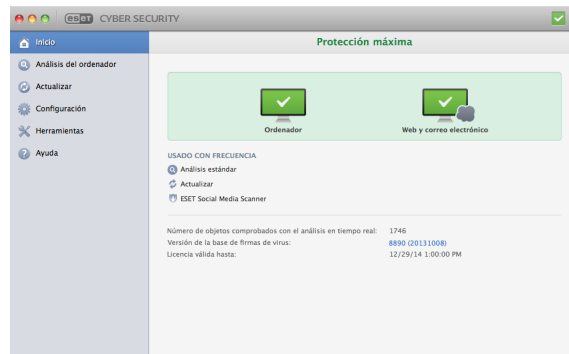 eset CYBER SECURITY
Inicio
Análisis del ordenador
Actualizar
Configuración
Herramientas
Ayuda
Protección máxima
Ordenador
Web y correo electrónico
USADO CON FRECUENCIA
Análisis estándar
Actualizar
ESET Social Media Scanner
Número de objetos comprobados con el análisis en tiempo real: 1746
Versión de la base de firmas de virus: 8890 (20131008)
Licencia válida hasta: 12/29/14 1:00:00 PM